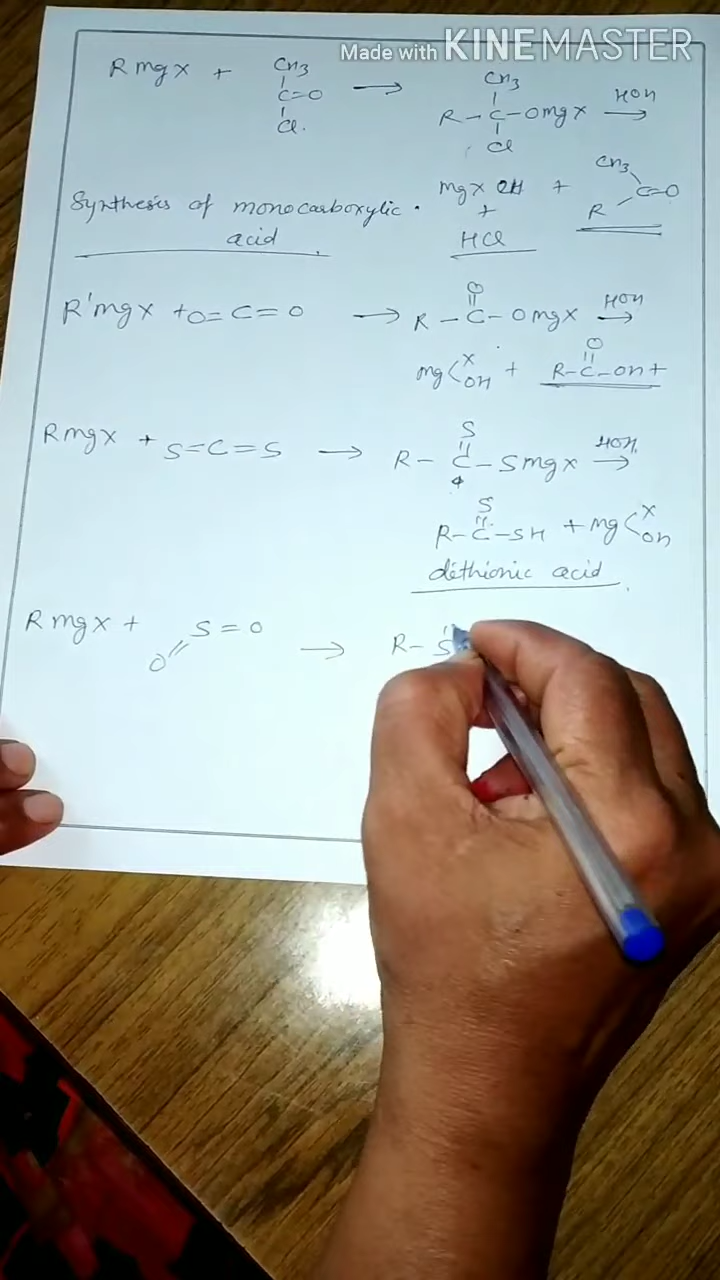 Made with KINEMASTER
Rmgx + CH3
C=O
Cl.
→ CH3
R-C-Omgx HOH→
Cl
Synthesis of monocarboxylic.
acid
mgx OH +
+
HCl
CH3
C=O
R
R'mgx + O=C=O → O
R-C-Omgx HOH→
mg x
OH + O
R-C-OH+
Rmgx + S=C=S → S
R-C-Smgx HOH→
S
R-C-SH + mg x
OH
dithionic acid
Rmgx + S=O
O
→ R-S